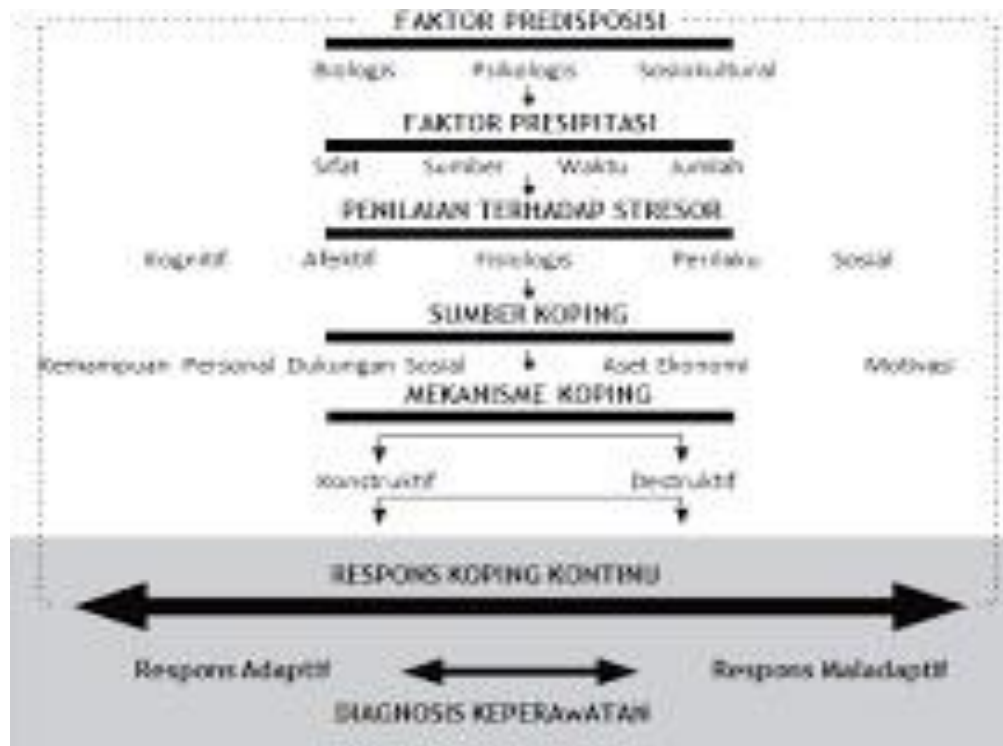 FAKTOR PREDISPOSISI
Biologis Psikologis Sosiokultural
FAKTOR PRESIPITASI
Sifat Sumber Waktu Jumlah
PENILAIAN TERHADAP STRESOR
Kognitif Afektif Fisiologis Perilaku Sosial
SUMBER KOPING
Kemampuan Personal Dukungan Sosial Aset Ekonomi Motivasi
MEKANISME KOPING
Konstruktif Destruktif
RESPONS KOPING KONTINU
Respons Adaptif Respons Maladaptif
DIAGNOSIS KEPERAWATAN